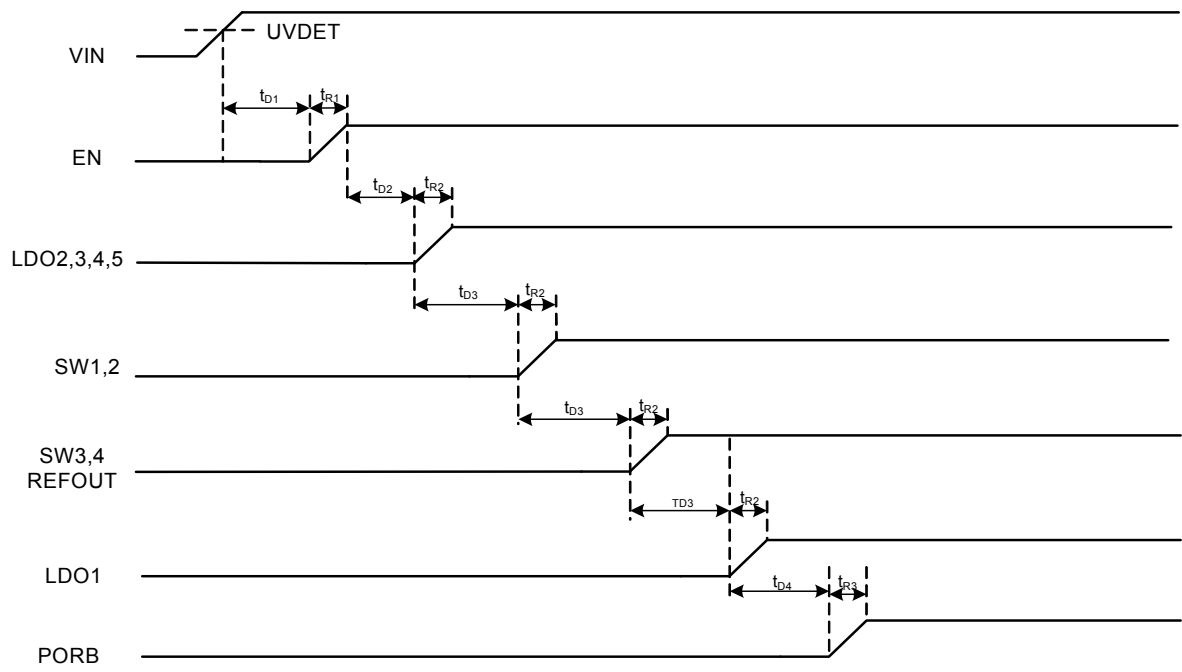 UVDET
VIN
tD1 tR1
EN
tD2 tR2
LDO2,3,4,5
tD3 tR2
SW1,2
tD3 tR2
SW3,4
REFOUT
TD3 tR2
LDO1
tD4 tR3
PORB